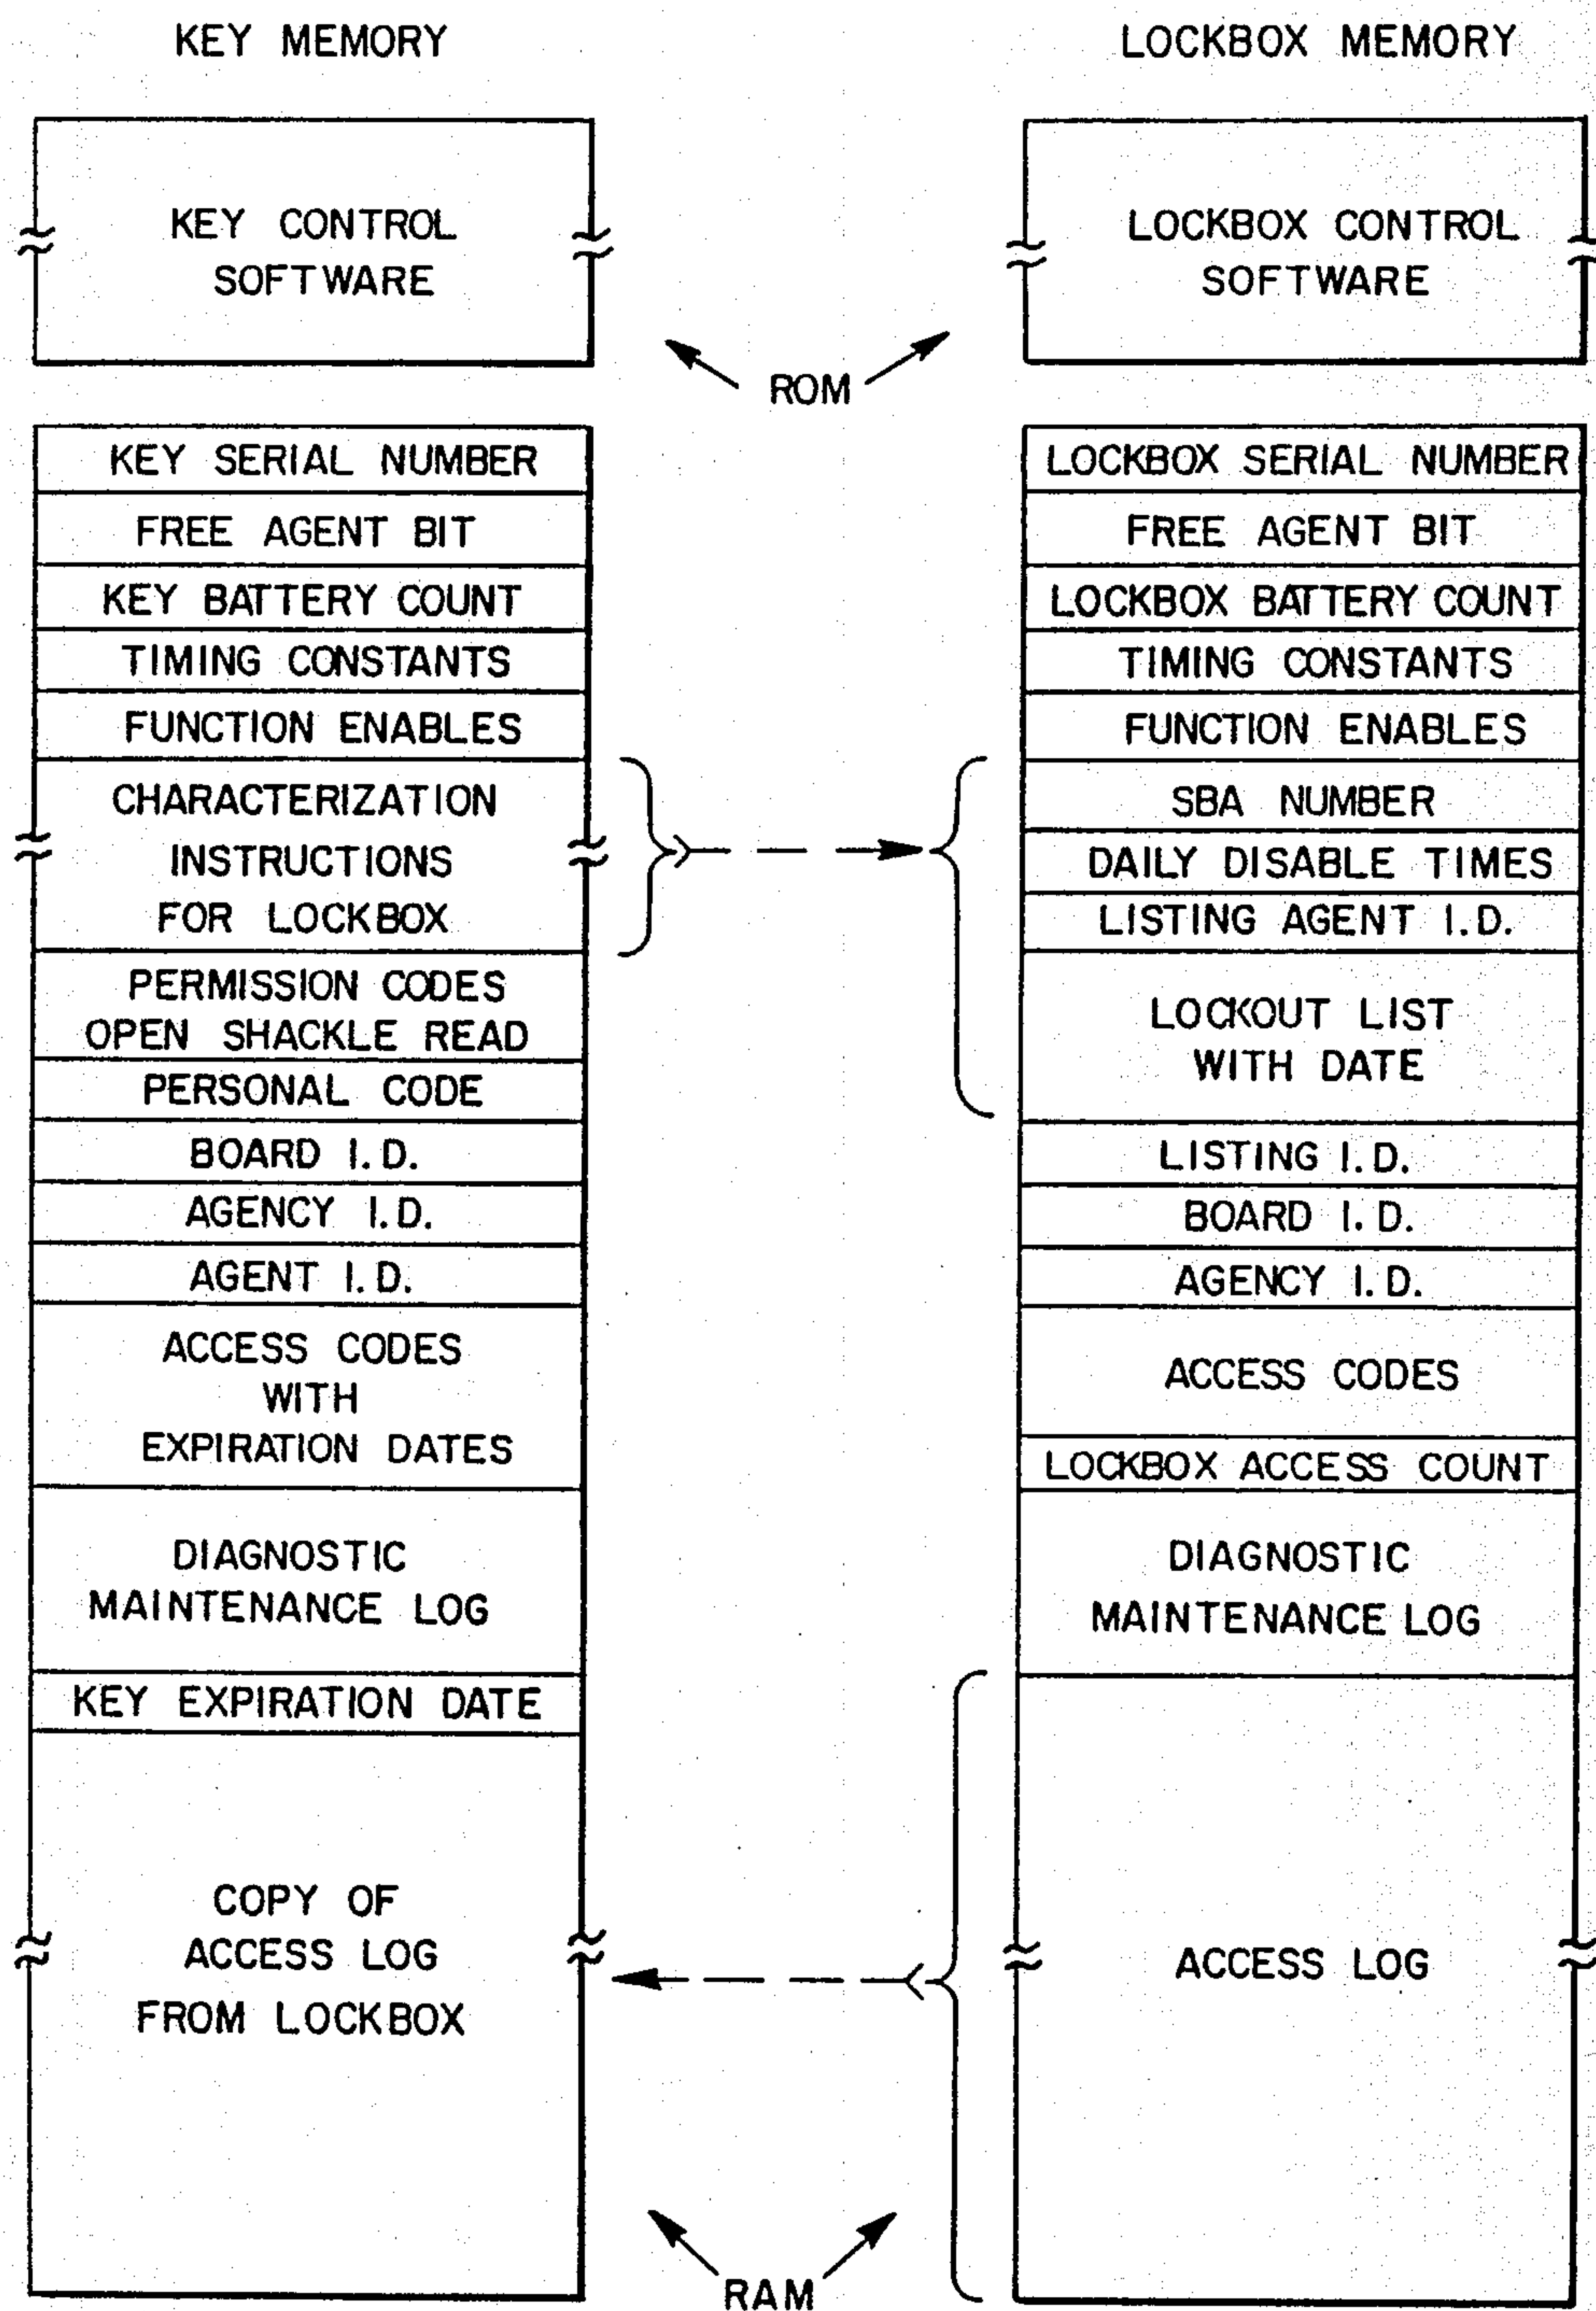 KEY MEMORY
KEY CONTROL
SOFTWARE
KEY SERIAL NUMBER
FREE AGENT BIT
KEY BATTERY COUNT
TIMING CONSTANTS
FUNCTION ENABLES
CHARACTERIZATION
INSTRUCTIONS
FOR LOCKBOX
PERMISSION CODES
OPEN SHACKLE READ
PERSONAL CODE
BOARD I.D.
AGENCY I.D.
AGENT I.D.
ACCESS CODES
WITH
EXPIRATION DATES
DIAGNOSTIC
MAINTENANCE LOG
KEY EXPIRATION DATE
COPY OF
ACCESS LOG
FROM LOCKBOX
ROM
RAM
LOCKBOX MEMORY
LOCKBOX CONTROL
SOFTWARE
LOCKBOX SERIAL NUMBER
FREE AGENT BIT
LOCKBOX BATTERY COUNT
TIMING CONSTANTS
FUNCTION ENABLES
SBA NUMBER
DAILY DISABLE TIMES
LISTING AGENT I.D.
LOCKOUT LIST
WITH DATE
LISTING I.D.
BOARD I.D.
AGENCY I.D.
ACCESS CODES
LOCKBOX ACCESS COUNT
DIAGNOSTIC
MAINTENANCE LOG
ACCESS LOG